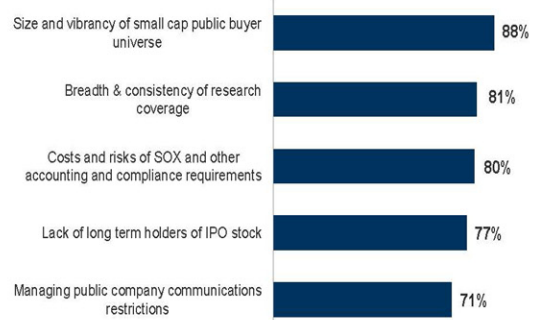 Size and vibrancy of small cap public buyer
universe
88%
Breadth & consistency of research
coverage
81%
Costs and risks of SOX and other
accounting and compliance requirements
80%
Lack of long term holders of IPO stock
77%
Managing public company communications
restrictions
71%